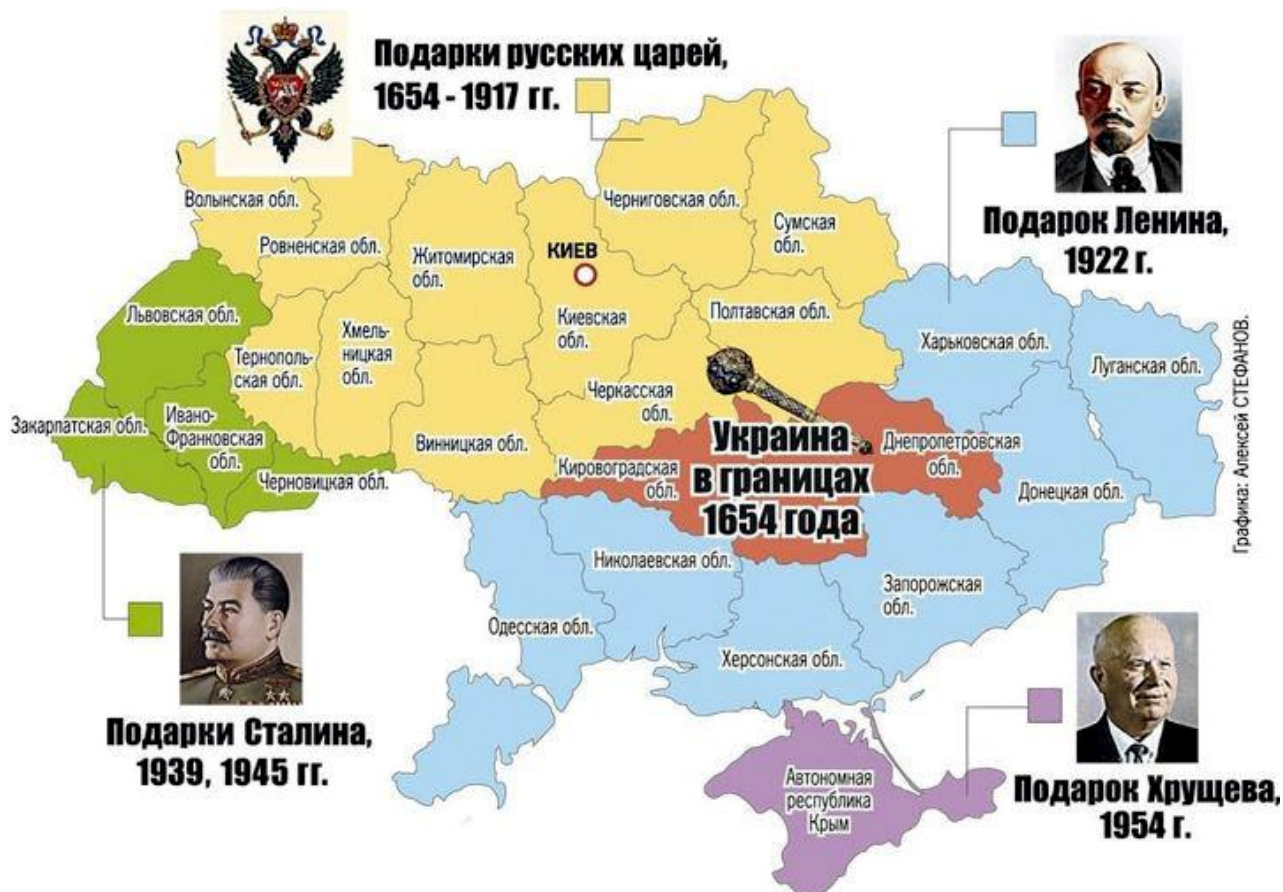 Подарки русских царей,
1654 - 1917 гг.
Волынская обл.
Ровненская обл.
Житомирская
обл.
КИЕВ
Киевская
обл.
Черниговская обл.
Сумская
обл.
Подарок Ленина,
1922 г.
Львовская обл.
Тернополь-
ская обл.
Хмель-
ницкая
обл.
Полтавская обл.
Харьковская обл.
Луганская обл.
Закарпатская обл.
Ивано-
Франковская
обл.
Черновицкая обл.
Винницкая обл.
Черкасская
обл.
Кировоградская
обл.
Украина
в границах
1654 года
Днепропетровская
обл.
Донецкая обл.
Графика: Алексей СТЕФАНОВ.
Николаевская обл.
Запорожская
обл.
Одесская обл.
Херсонская обл.
Подарки Сталина,
1939, 1945 гг.
Автономная
республика
Крым
Подарок Хрущева,
1954 г.